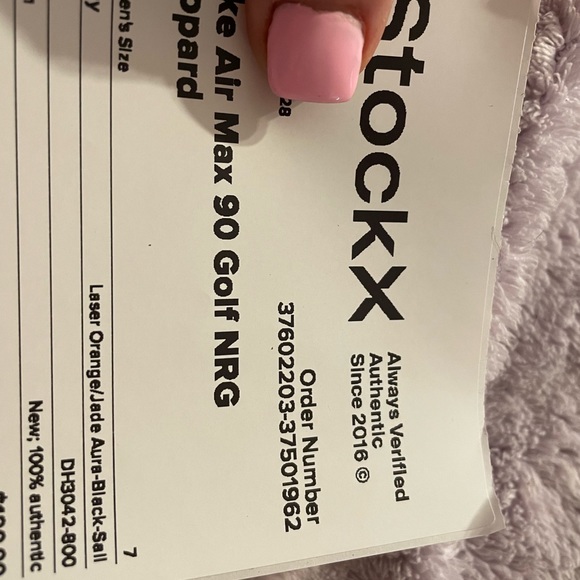 StockX
Always Verified
Authentic
Since 2016 ©
Order Number
37602203-37501962
28
ke Air Max 90 Golf NRG
opard
en's Size
7
y
Laser Orange/Jade Aura-Black-Sail
DH3042-800
n
New; 100% authentic